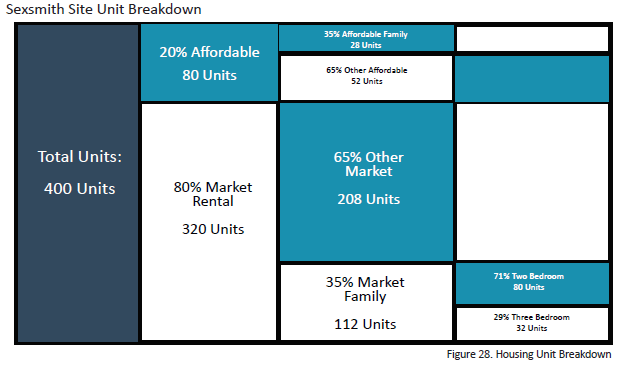 Sexsmith Site Unit Breakdown
Total Units:
400 Units
20% Affordable
80 Units
80% Market
Rental
320 Units
35% Affordable Family
28 Units
65% Other Affordable
52 Units
65% Other
Market
208 Units
35% Market
Family
112 Units
71% Two Bedroom
80 Units
29% Three Bedroom
32 Units
Figure 28. Housing Unit Breakdown